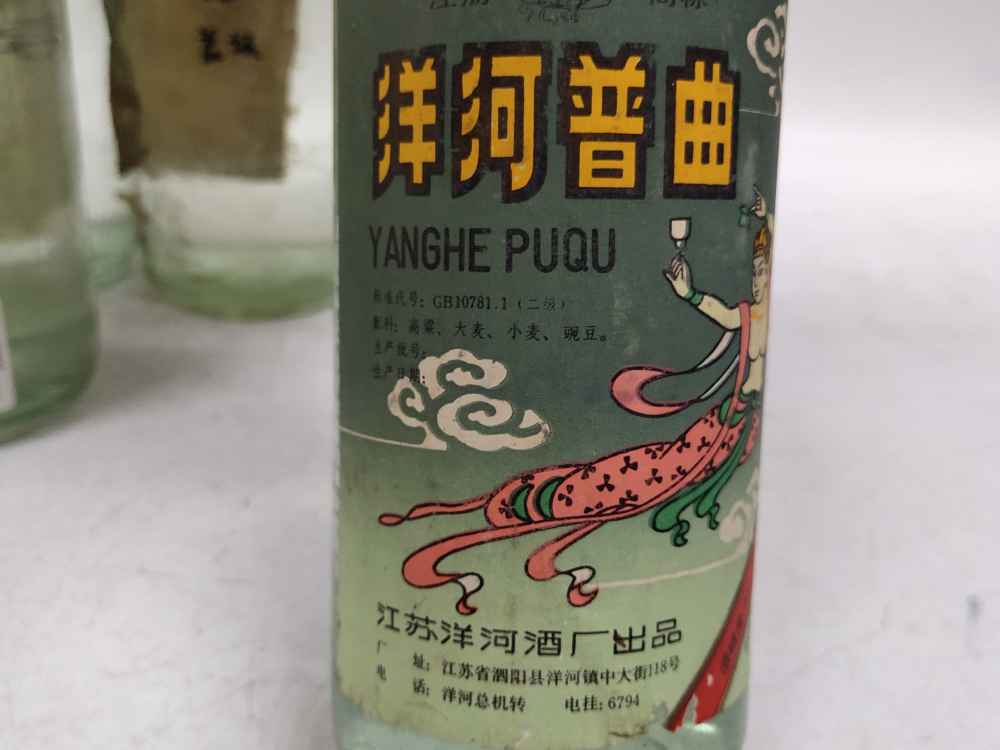 洋河普曲
YANGHE PUQU
标准代号: GB10781.1 (二级)
配料: 高粱、大麦、小麦、豌豆。
生产批号:
生产日期:
江苏洋河酒厂出品
厂 址: 江苏省泗阳县洋河镇中大街118号
电 话: 洋河总机转 电挂: 6794